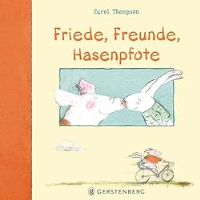 Carol Thompson
Friede, Freunde,
Hasenpfote
GERSTENBERG